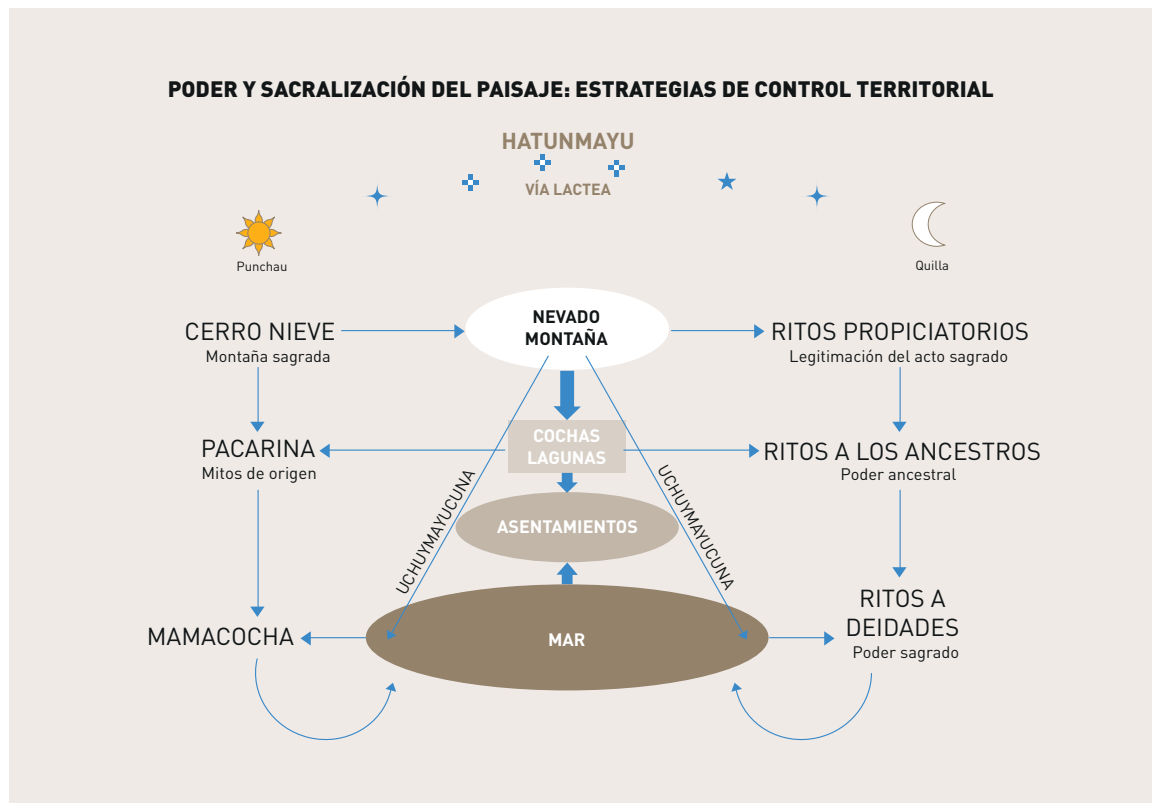 PODER Y SACRALIZACIÓN DEL PAISAJE: ESTRATEGIAS DE CONTROL TERRITORIAL
HATUNMAYU
VÍA LACTEA
Punchau
Quilla
CERRO NIEVE
Montaña sagrada
NEVADO
MONTAÑA
RITOS PROPICIATORIOS
Legitimación del acto sagrado
PACARINA
Mitos de origen
COCHAS
LAGUNAS
RITOS A LOS ANCESTROS
Poder ancestral
UCHUYMAYUCUNA
UCHUYMAYUCUNA
ASENTAMIENTOS
MAMACOCHA
MAR
RITOS A
DEIDADES
Poder sagrado